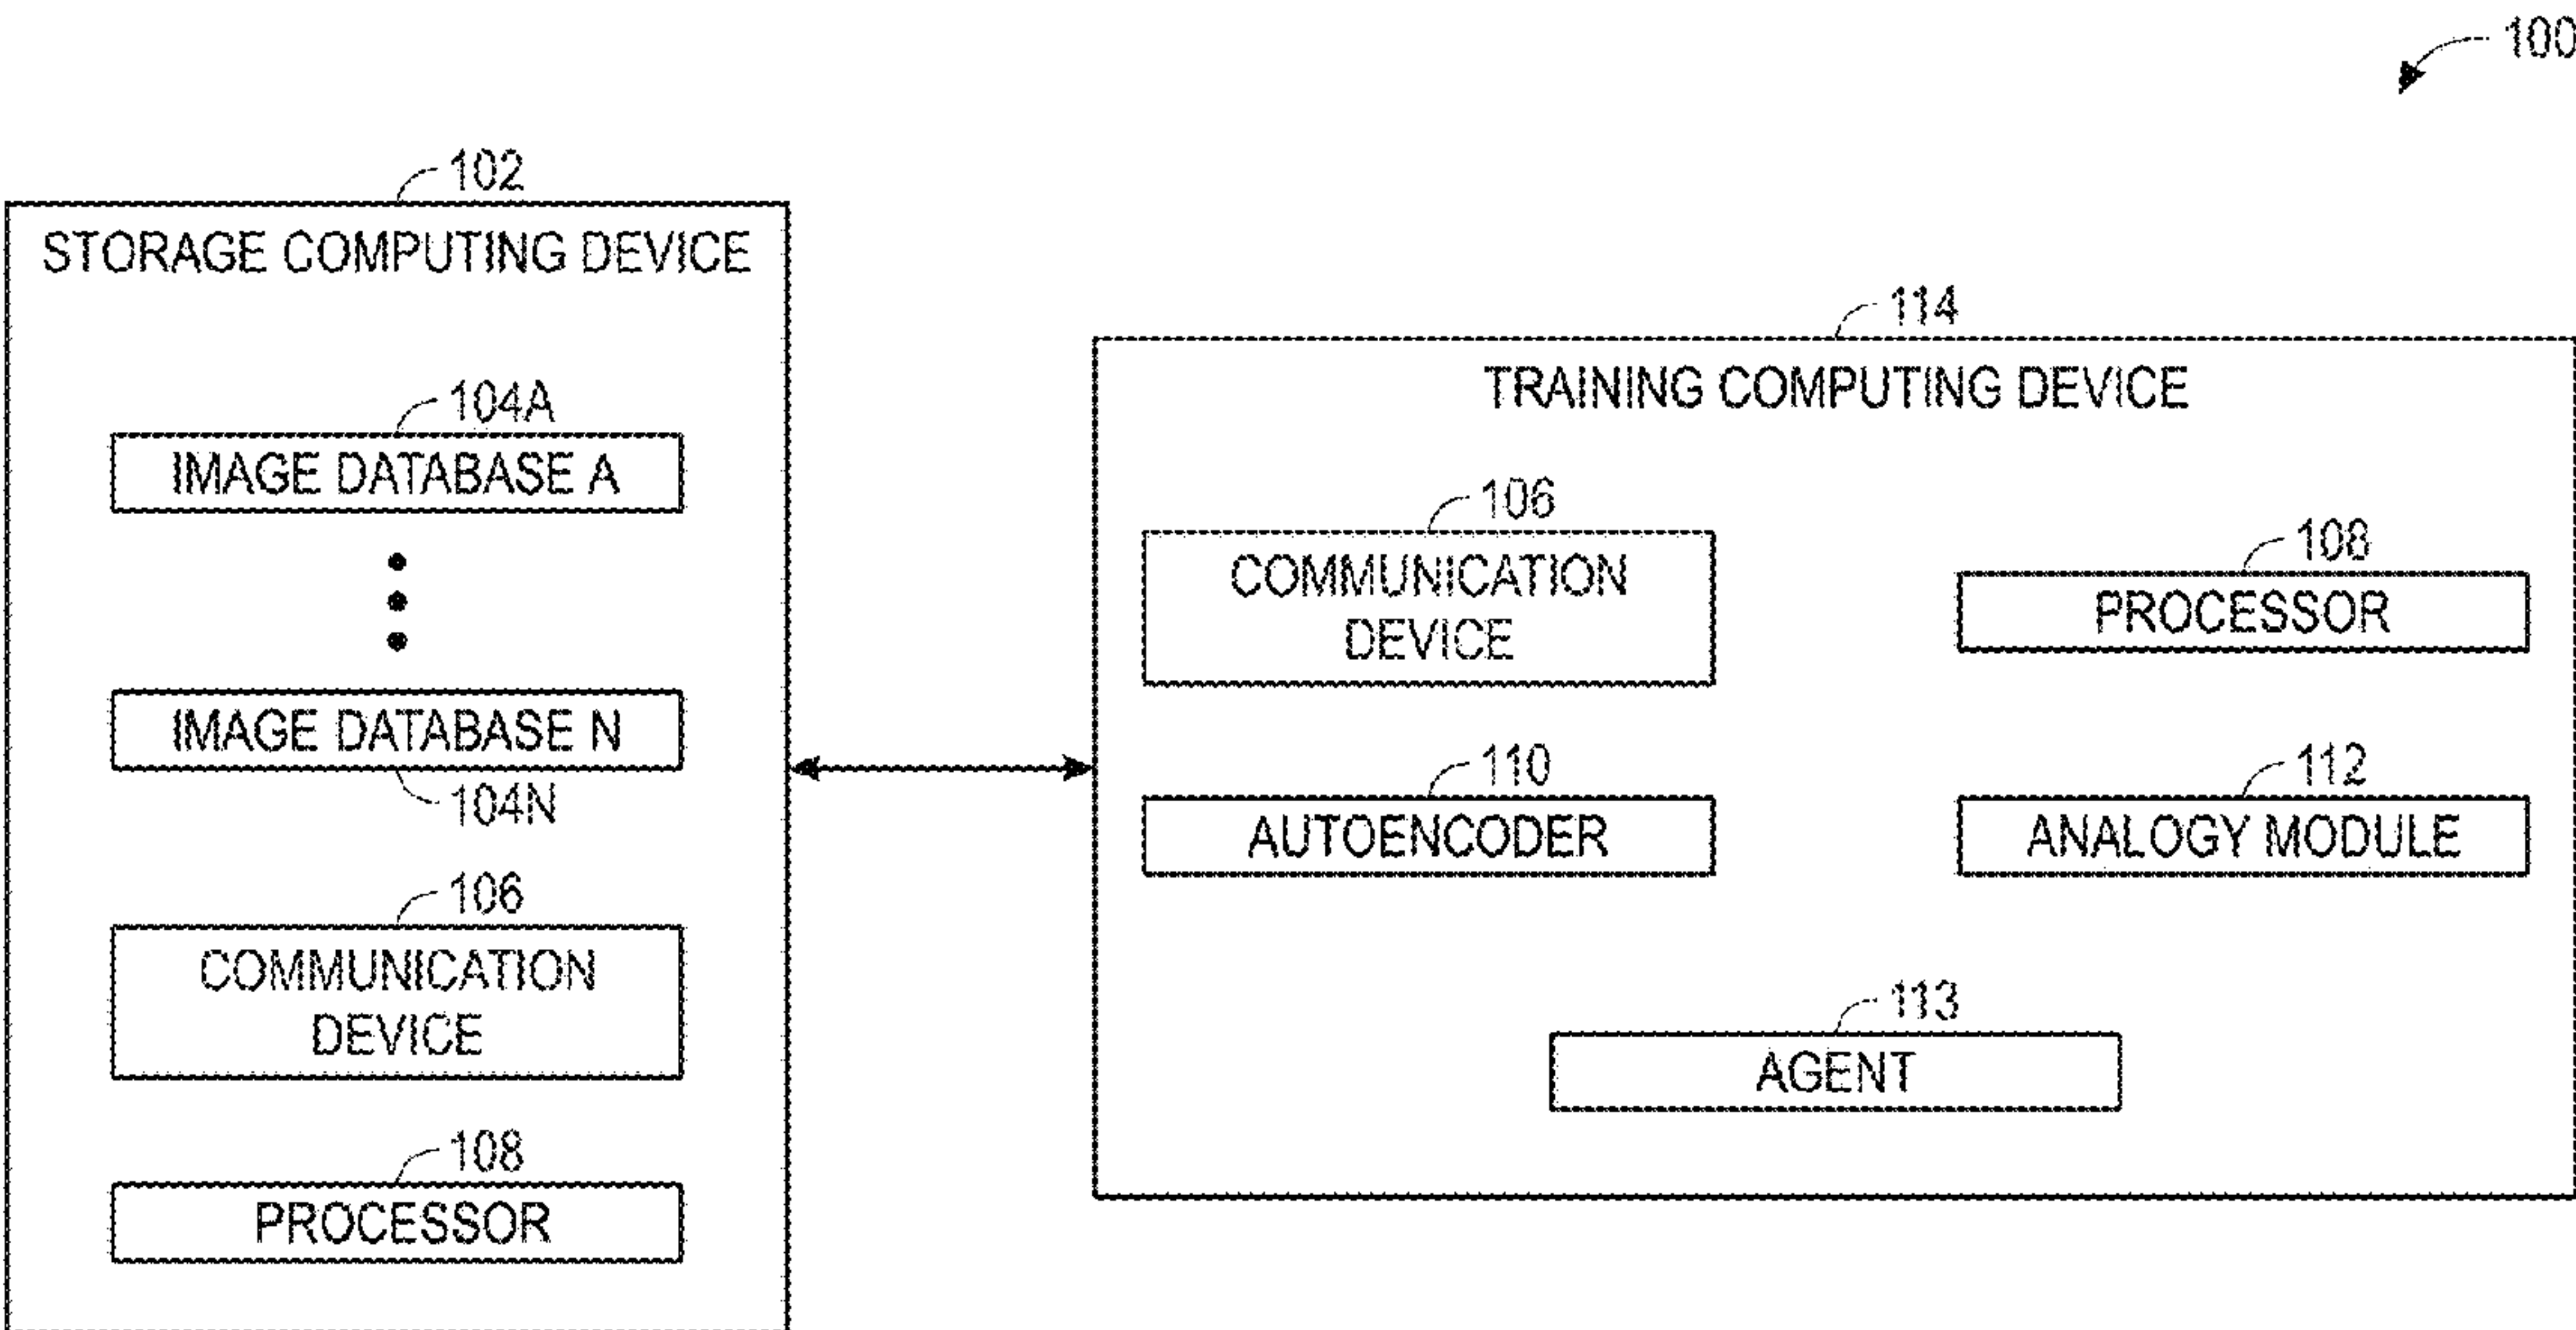 100
102
STORAGE COMPUTING DEVICE
104A
IMAGE DATABASE A
IMAGE DATABASE N
104N
106
COMMUNICATION
DEVICE
108
PROCESSOR
114
TRAINING COMPUTING DEVICE
106
COMMUNICATION
DEVICE
108
PROCESSOR
110
AUTOENCODER
112
ANALOGY MODULE
113
AGENT